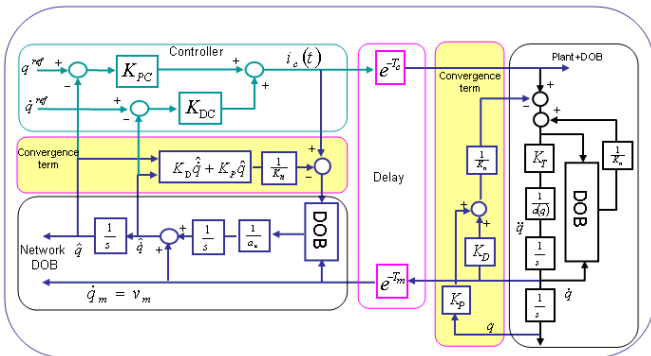 Controller
q^ref
+
−
K_PC
+
+
i_c(t)
q̇^ref
+
−
K_DC
e^-T_c
Convergence term
Plant+DOB
−
+
+
+
Convergence term
K_D q̂̇ + K_P q̂
1/K_n
+
−
1/K_n
K_T
1/K_n
Delay
DOB
1/a(q)
DOB
Network DOB
1/s
1/s
1/a_n
+
+
q̈
q̂
q̂̇
+
+
K_D
1/s
q̇_m = v_m
e^-T_m
q̇
K_P
1/s
q